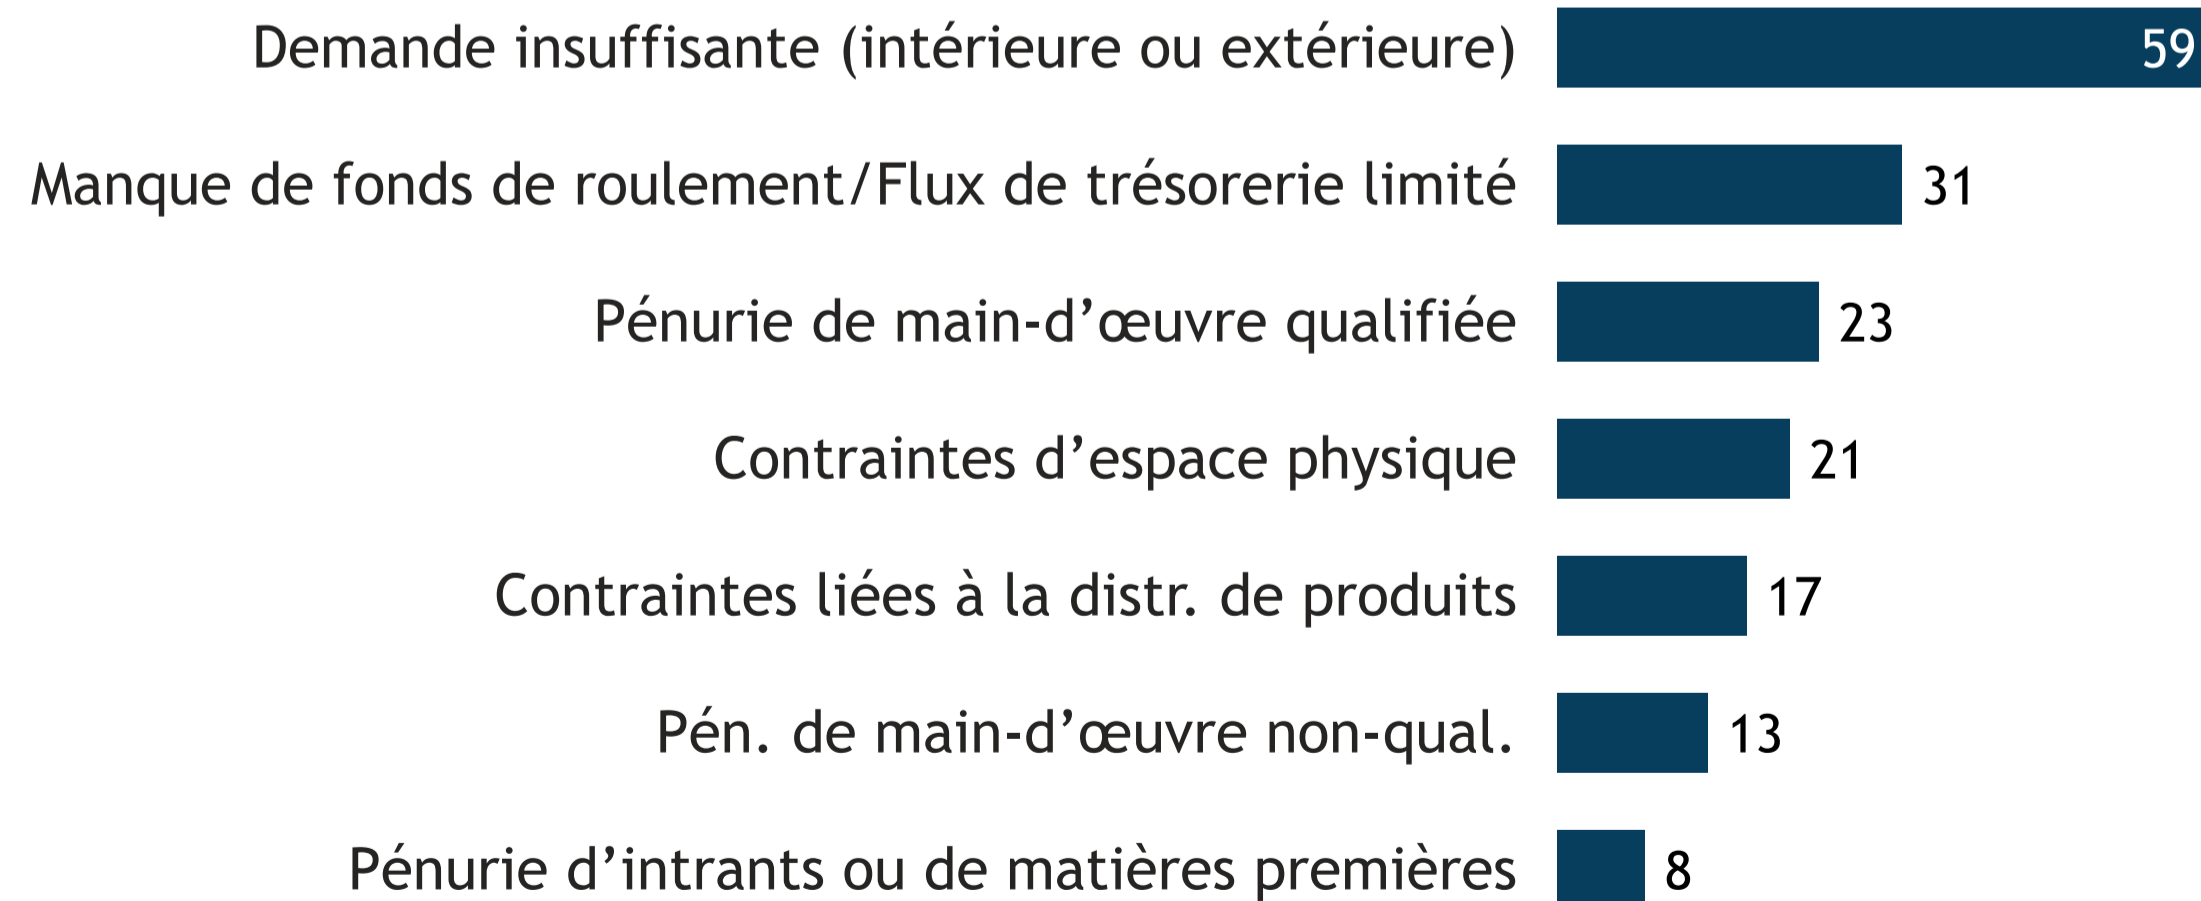 Demande insuffisante (intérieure ou extérieure) 59
Manque de fonds de roulement/Flux de trésorerie limité 31
Pénurie de main-d’œuvre qualifiée 23
Contraintes d’espace physique 21
Contraintes liées à la distr. de produits 17
Pén. de main-d’œuvre non-qual. 13
Pénurie d’intrants ou de matières premières 8